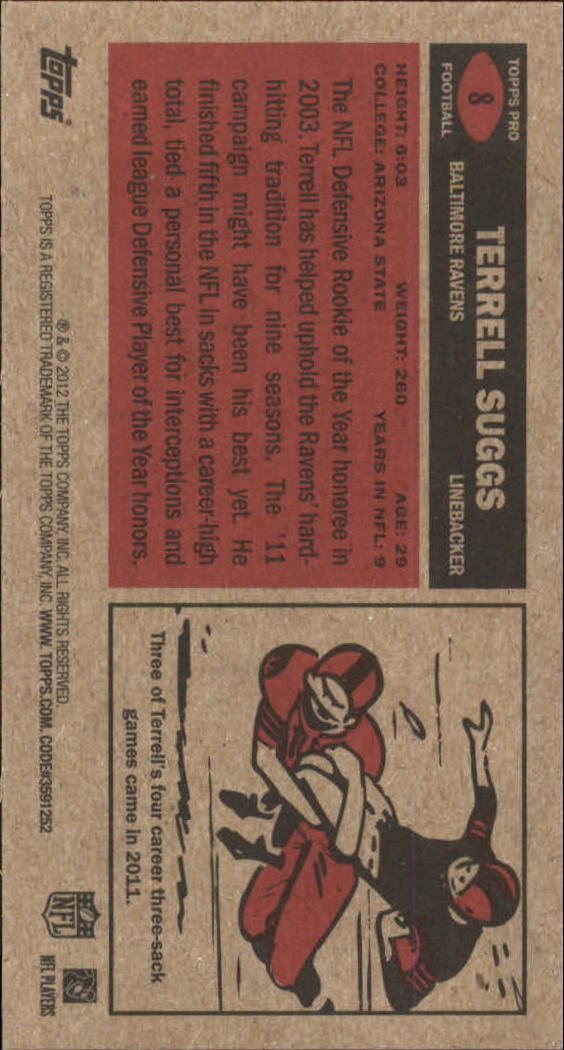 TOPPS PRO
8
FOOTBALL
TERRELL SUGGS
BALTIMORE RAVENS LINEBACKER
HEIGHT: 6:03 WEIGHT: 260 AGE: 29
COLLEGE: ARIZONA STATE YEARS IN NFL: 9
The NFL Defensive Rookie of the Year honoree in
2003, Terrell has helped uphold the Ravens' hard-
hitting tradition for nine seasons. The '11
campaign might have been his best yet. He
finished fifth in the NFL in sacks with a career-high
total, tied a personal best for interceptions and
earned league Defensive Player of the Year honors.
Three of Terrell's four career three-sack
games came in 2011.
topps
® & © 2012 THE TOPPS COMPANY, INC. ALL RIGHTS RESERVED.
TOPPS IS A REGISTERED TRADEMARK OF THE TOPPS COMPANY, INC. WWW.TOPPS.COM. CODE#3591252
NFL
NFL PLAYERS